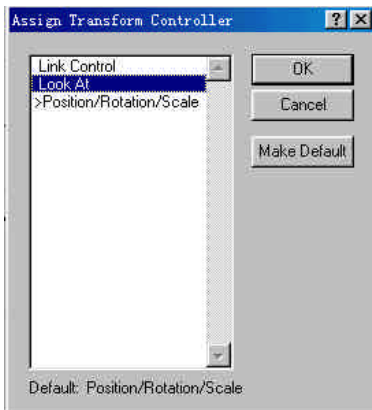 Assign Transform Controller
Link Control
Look At
>Position/Rotation/Scale
OK
Cancel
Make Default
Default: Position/Rotation/Scale